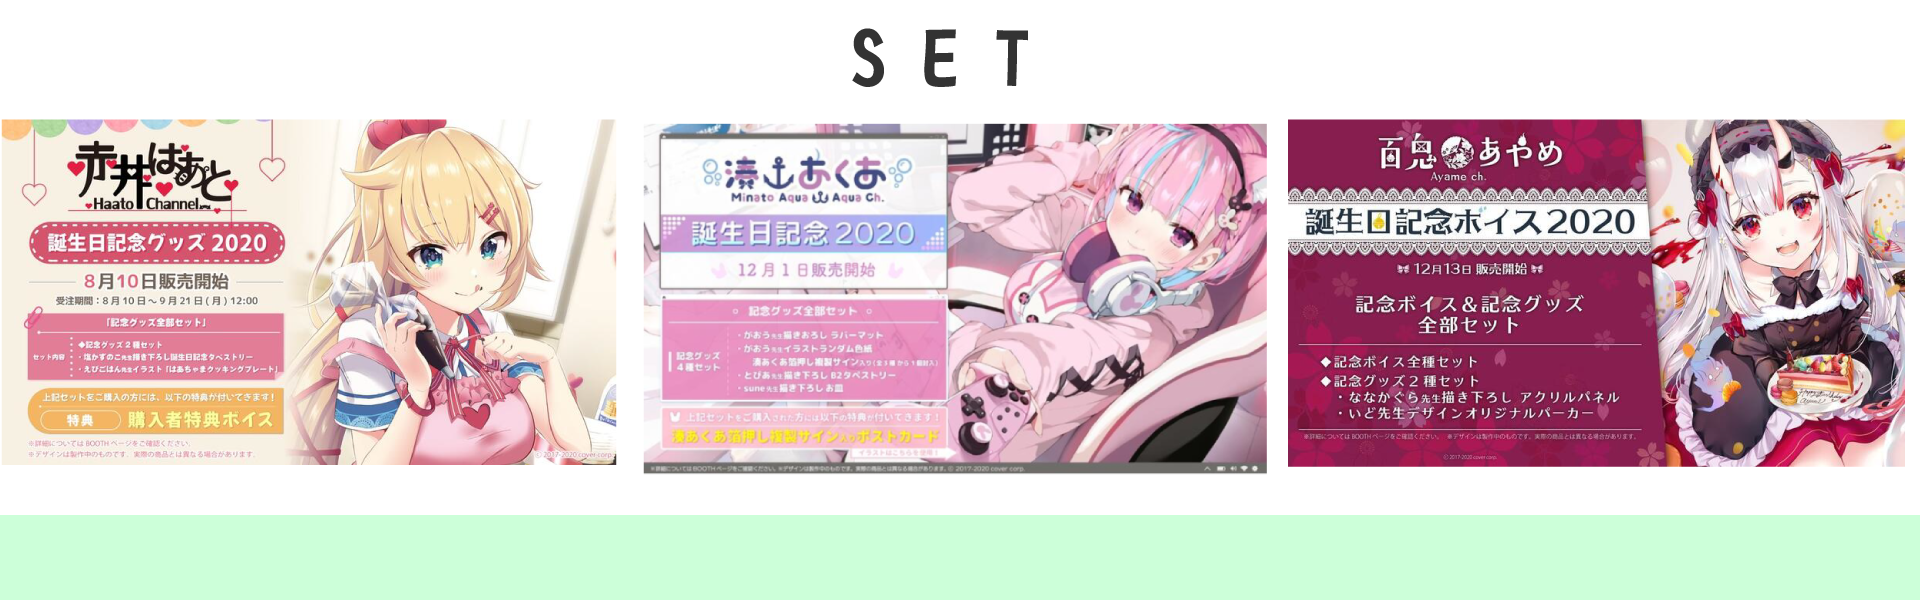 SET
赤井はあと
Haato Channel
誕生日記念グッズ 2020
8月10日販売開始
受注期間：8月10日～9月21日(月)12:00
「記念グッズ全部セット」
セット内容
◆記念グッズ2種セット
・塩かずのこ先生描き下ろし誕生日記念タペストリー
・えびごはん先生イラスト「はあちゃまクッキングプレート」
上記セットをご購入の方には、以下の特典が付いてきます！
特典 購入者特典ボイス
※詳細については BOOTH ページをご確認ください。
※デザインは製作中のものです。実際の商品とは異なる場合があります。
© 2017-2020 cover corp.
湊あくあ
Minato Aqua Aqua Ch.
誕生日記念2020
12月1日販売開始
記念グッズ全部セット
記念グッズ
4種セット
・がおう先生描きおろし ラバーマット
・がおう先生イラストランダム色紙
湊あくあ箔押し複製サイン入り
・とぴあ先生描き下ろし B2タペストリー
・sune先生描き下ろし お皿
上記セットをご購入された方には以下の特典が付いてきます！
湊あくあ箔押し複製サイン入りポストカード
イラストはこちらを使用！
※詳細については BOOTH ページをご確認ください。※デザインは製作中のものです。実際の商品とは異なる場合があります。© 2017-2020 cover corp.
百鬼あやめ
Ayame ch.
誕生日記念ボイス2020
12月13日 販売開始
記念ボイス＆記念グッズ
全部セット
◆記念ボイス全種セット
◆記念グッズ2種セット
・ななかぐら先生描き下ろし アクリルパネル
・いど先生デザインオリジナルパーカー
※詳細については BOOTH ページをご確認ください。 ※デザインは製作中のものです。実際の商品とは異なる場合があります。
© 2017-2020 cover corp.